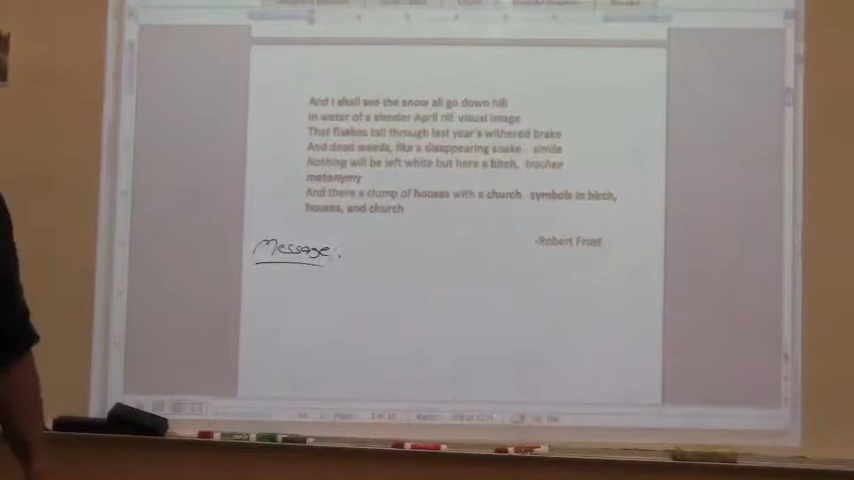 And I shall see the snow all go down hill
In water of a slender April rill visual image
That flashes tail through last year's withered brake
And dead weeds, like a disappearing snake. simile
Nothing will be left white but here a birch, trochee
metonymy
And there a clump of houses with a church. symbols in birch,
houses, and church
-Robert Frost
Message: